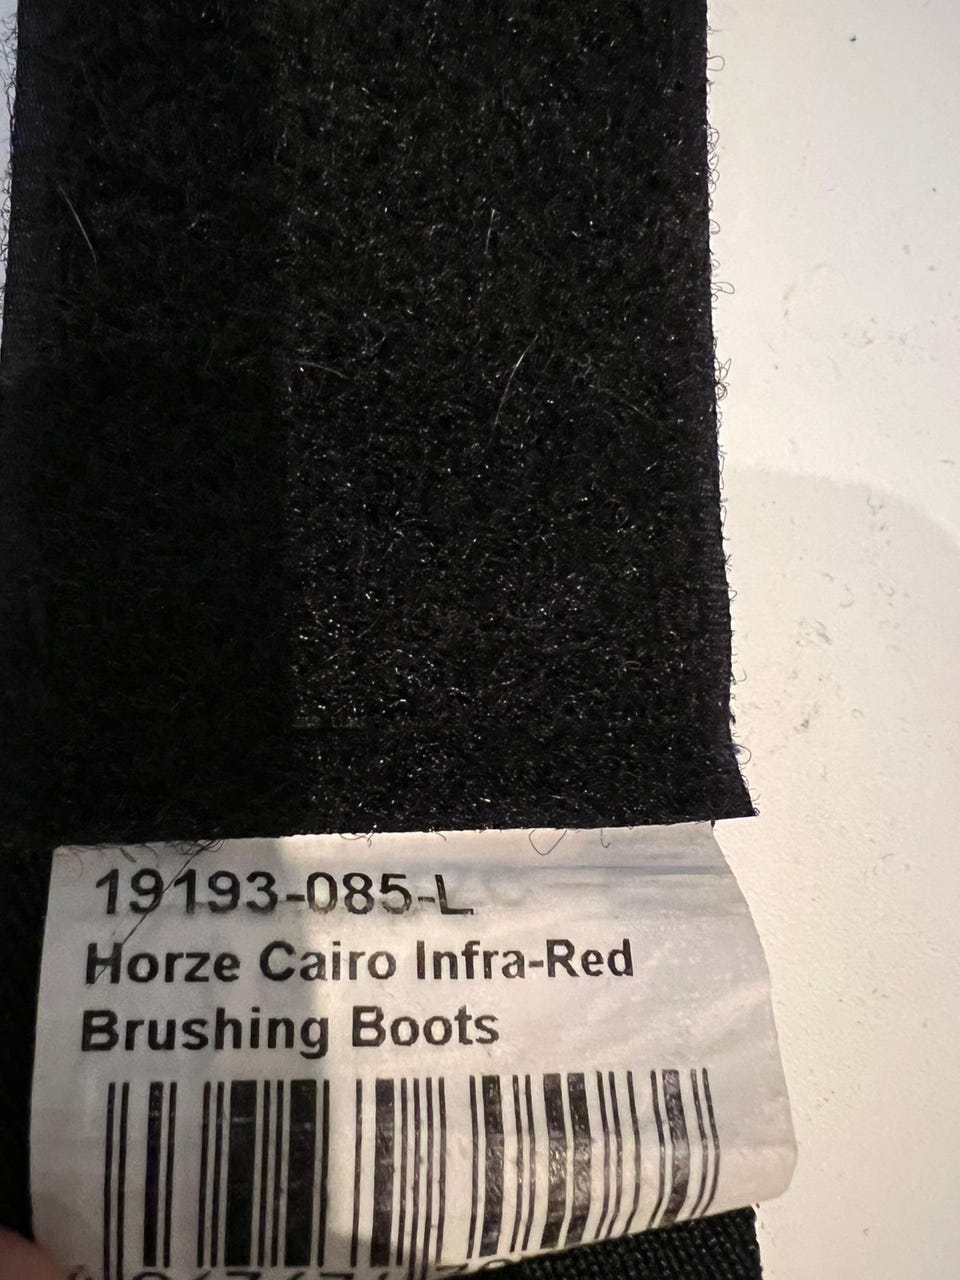 19193-085-L
Horze Cairo Infra-Red
Brushing Boots